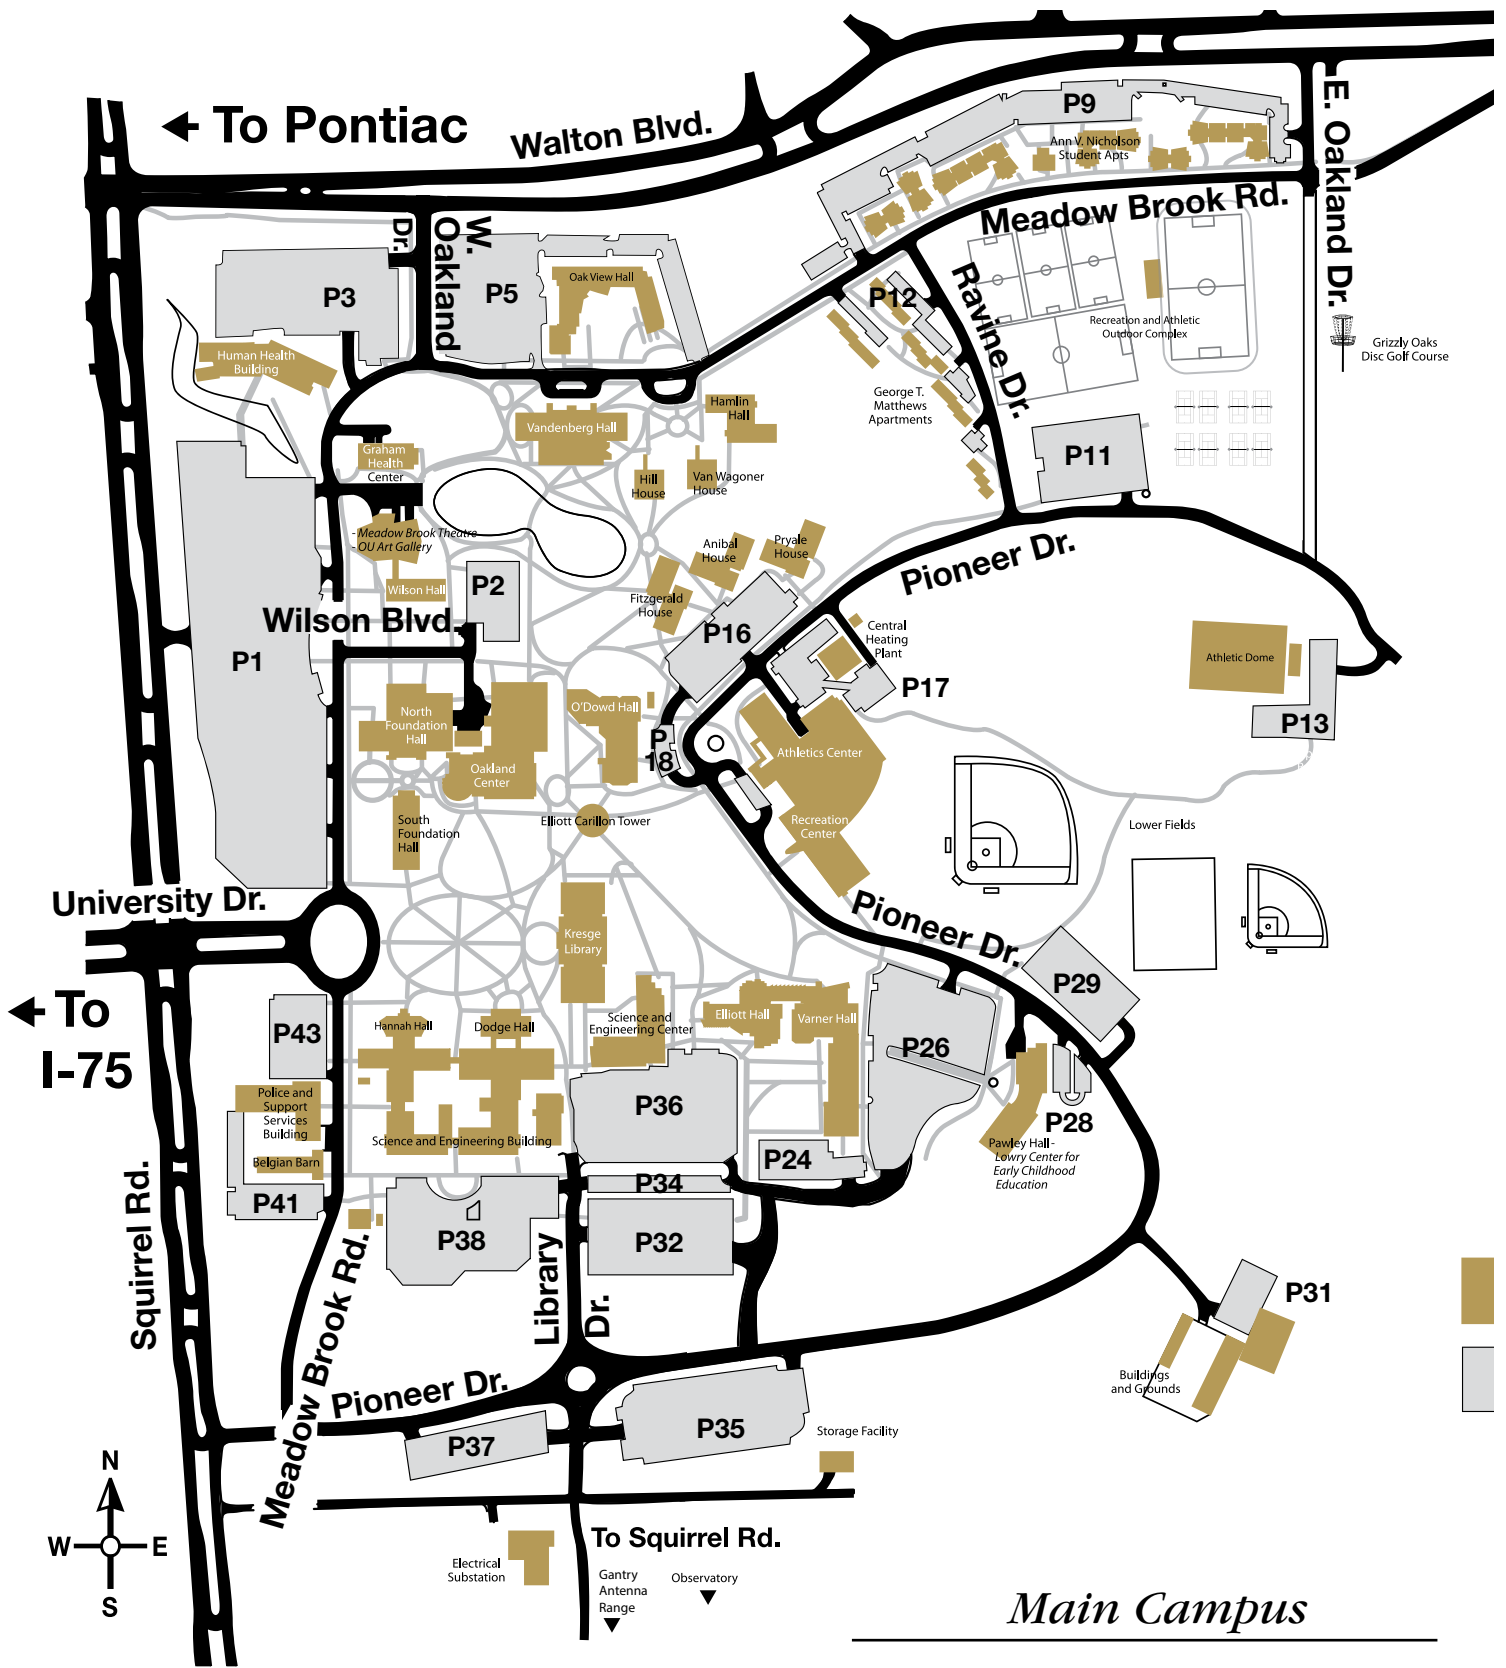 To Pontiac
Walton Blvd.
P9
Ann V. Nicholson
Student Apts
E. Oakland Dr.
Meadow Brook Rd.
W.
Oakland
Dr.
P3
P5
Oak View Hall
P12
Ravine Dr.
Recreation and Athletic
Outdoor Complex
Grizzly Oaks
Disc Golf Course
Human Health
Building
George T.
Matthews
Apartments
Hamlin
Hall
Vandenberg Hall
Graham
Health
Center
Hill
House
Van Wagoner
House
P11
- Meadow Brook Theatre
- OU Art Gallery
Anibal
House
Pryale
House
Pioneer Dr.
Wilson Hall
P2
Fitzgerald
House
Wilson Blvd.
P16
Central
Heating
Plant
P1
Athletic Dome
P17
P13
North
Foundation
Hall
O'Dowd Hall
P
18
Athletics Center
Oakland
Center
South
Foundation
Hall
Elliott Carillon Tower
Recreation
Center
Lower Fields
University Dr.
Pioneer Dr.
Kresge
Library
P29
To
I-75
P43
Hannah Hall
Dodge Hall
Science and
Engineering Center
Elliott Hall
Varner Hall
P26
Police and
Support
Services
Building
P36
P28
Science and Engineering Building
Pawley Hall -
Lowry Center for
Early Childhood
Education
Belgian Barn
P24
P34
P41
P38
P32
Squirrel Rd.
Meadow Brook Rd.
Library
Dr.
P31
Buildings
and Grounds
Pioneer Dr.
P37
P35
Storage Facility
N
W
E
S
To Squirrel Rd.
Electrical
Substation
Gantry
Antenna
Range
Observatory
Main Campus